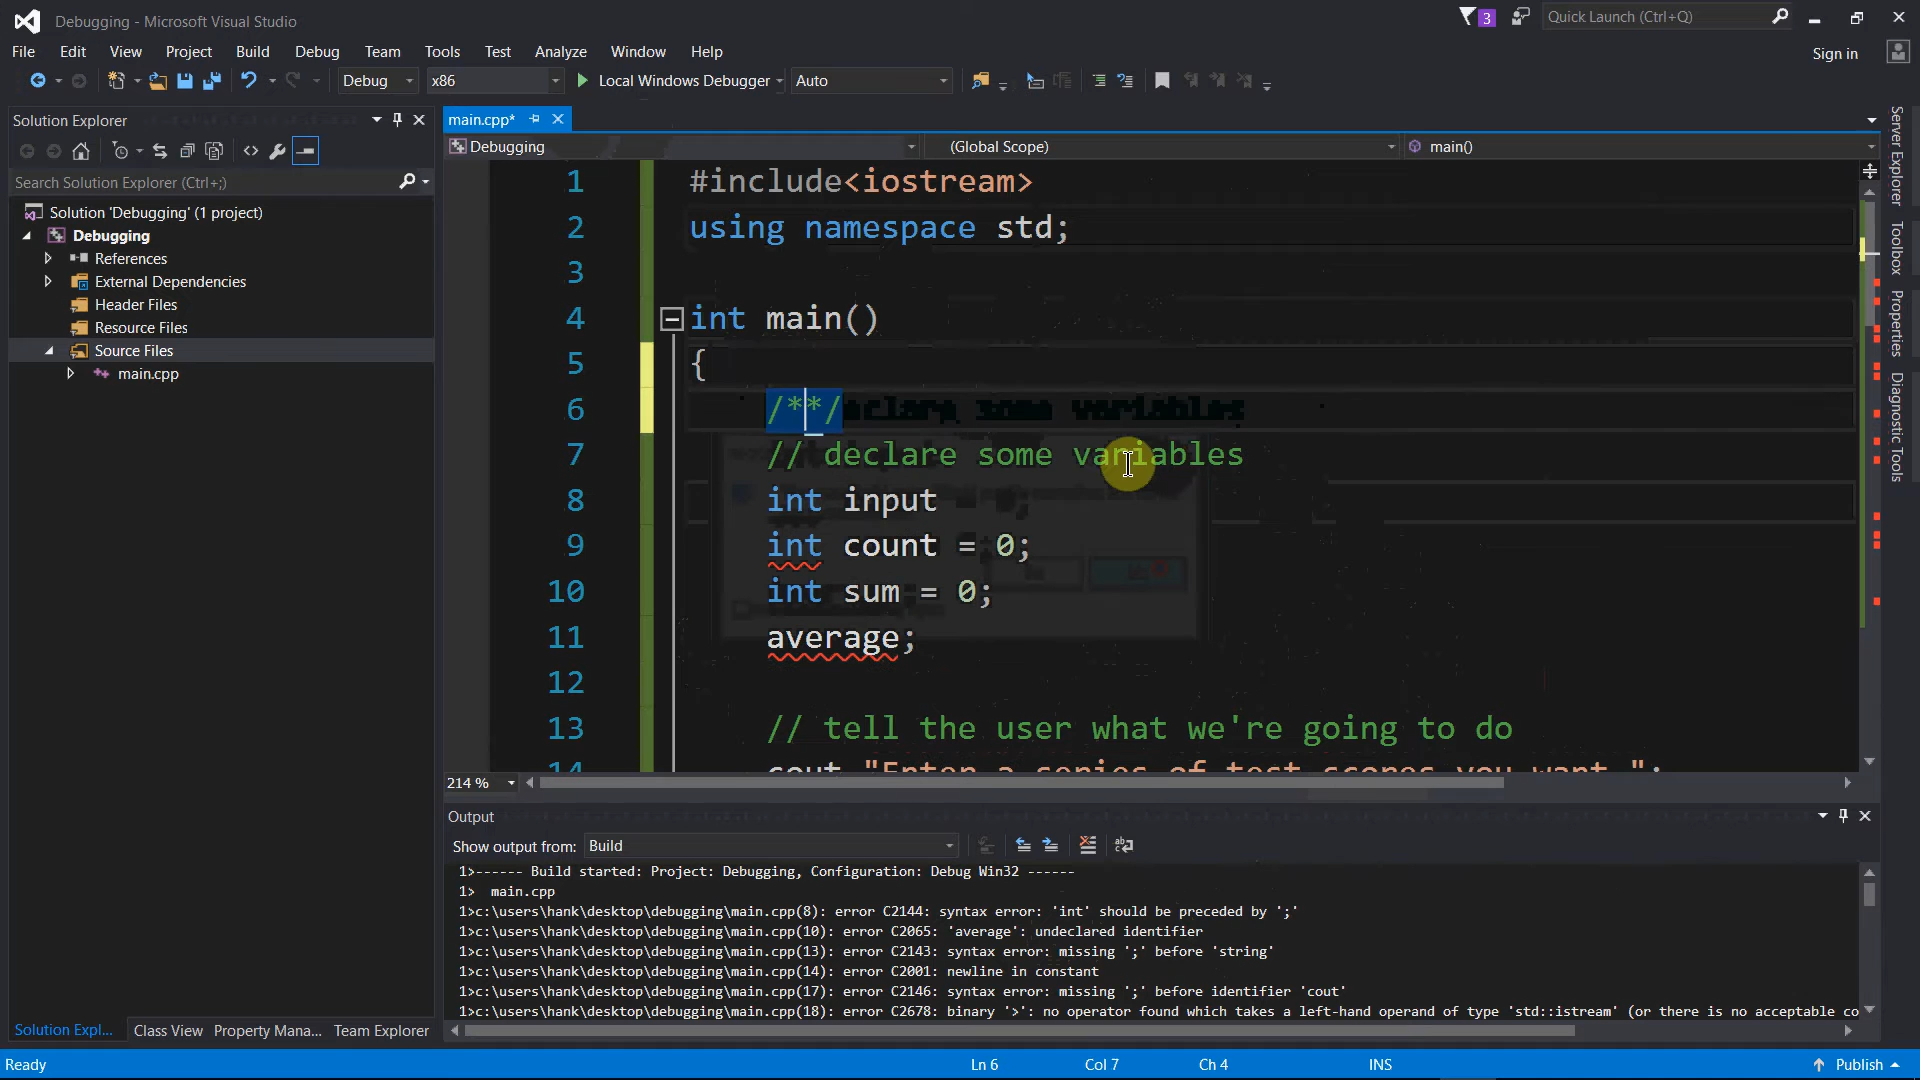 Debugging - Microsoft Visual Studio
3
Quick Launch (Ctrl+Q)
File Edit View Project Build Debug Team Tools Test Analyze Window Help
Sign in
Debug x86 Local Windows Debugger Auto
Solution Explorer
Search Solution Explorer (Ctrl+;)
Solution 'Debugging' (1 project)
Debugging
References
External Dependencies
Header Files
Resource Files
Source Files
main.cpp
main.cpp*
Debugging (Global Scope) main()
1 #include<iostream>
2 using namespace std;
3
4 int main()
5 {
6 /**/
7 // declare some variables
8 int input
9 int count = 0;
10 int sum = 0;
11 average;
12
13 // tell the user what we're going to do
14 cout "Enter a series of test scores you want ";
214 %
Output
Show output from: Build
1>------ Build started: Project: Debugging, Configuration: Debug Win32 ------
1> main.cpp
1>c:\users\hank\desktop\debugging\main.cpp(8): error C2144: syntax error: 'int' should be preceded by ';'
1>c:\users\hank\desktop\debugging\main.cpp(10): error C2065: 'average': undeclared identifier
1>c:\users\hank\desktop\debugging\main.cpp(13): error C2143: syntax error: missing ';' before 'string'
1>c:\users\hank\desktop\debugging\main.cpp(14): error C2001: newline in constant
1>c:\users\hank\desktop\debugging\main.cpp(17): error C2146: syntax error: missing ';' before identifier 'cout'
1>c:\users\hank\desktop\debugging\main.cpp(18): error C2678: binary '>': no operator found which takes a left-hand operand of type 'std::istream' (or there is no acceptable co
Server Explorer
Toolbox
Properties
Diagnostic Tools
Solution Expl... Class View Property Mana... Team Explorer
Ready Ln 6 Col 7 Ch 4 INS Publish